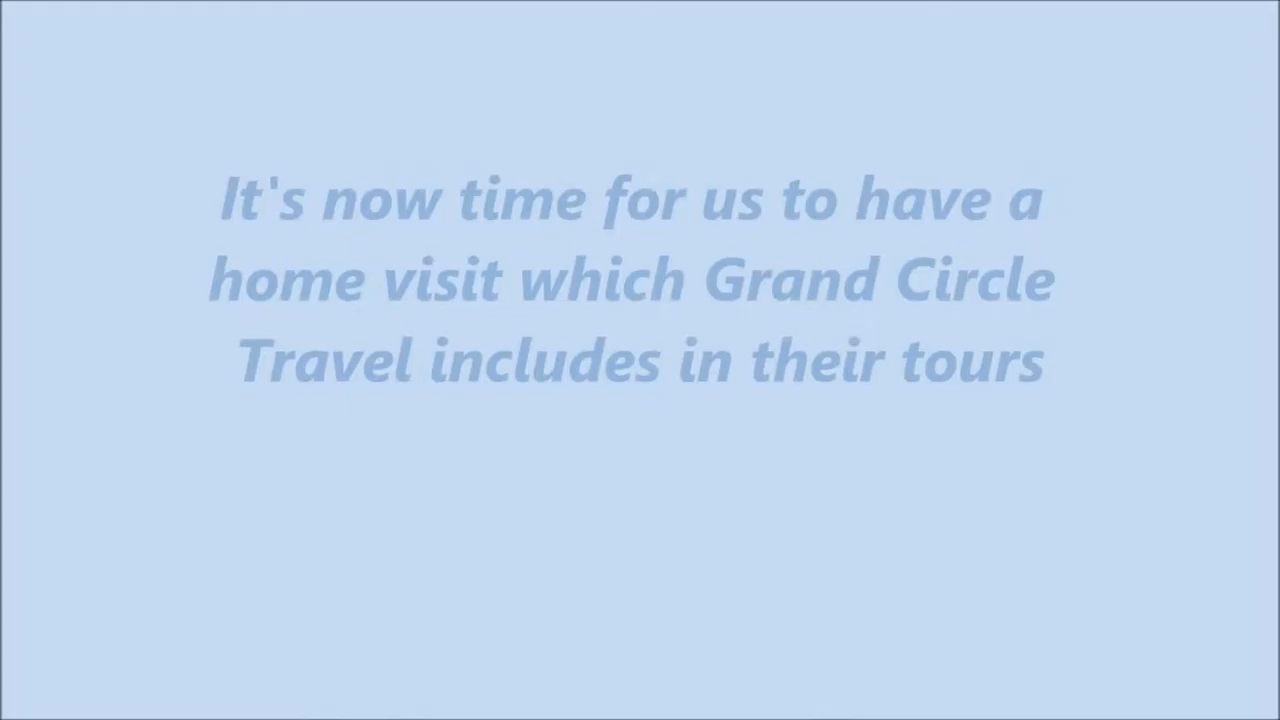 It's now time for us to have a
home visit which Grand Circle
Travel includes in their tours